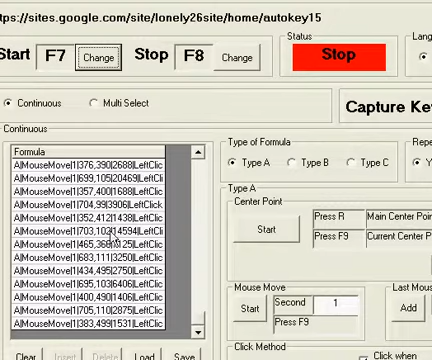 ttps://sites.google.com/site/lonely26site/home/autokey15
Start F7 Change Stop F8 Change
Status
Stop
Lang
Continuous Multi Select
Capture Ke
Continuous
Formula
A|MouseMove|1|376,390|2688|LeftClic
A|MouseMove|1|699,105|20469|LeftCli
A|MouseMove|1|357,400|1688|LeftClic
A|MouseMove|1|704,99|3906|LeftClick
A|MouseMove|1|352,412|1438|LeftClic
A|MouseMove|1|703,102|14594|LeftCli
A|MouseMove|1|465,368|6125|LeftClic
A|MouseMove|1|683,111|3250|LeftClic
A|MouseMove|1|434,495|2750|LeftClic
A|MouseMove|1|695,103|6406|LeftClic
A|MouseMove|1|400,490|1406|LeftClic
A|MouseMove|1|705,110|2875|LeftClic
A|MouseMove|1|383,499|1531|LeftClic
Clear Insert Delete Load Save
Type of Formula
Type A Type B Type C
Repe
Y
Type A
Center Point
Start
Press R Main Center Poin
Press F9 Current Center P
Mouse Move
Start
Second 1
Press F9
Last Mous
Add
Click Method
Click when